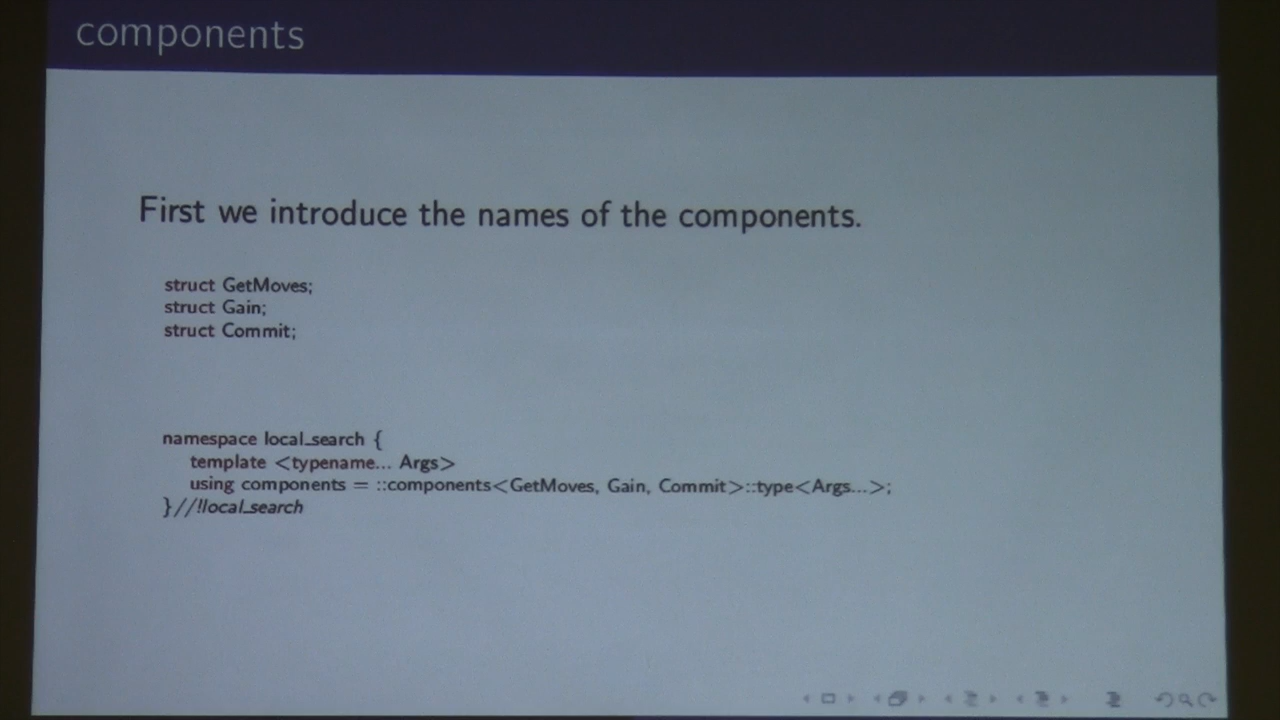 components
First we introduce the names of the components.
struct GetMoves;
struct Gain;
struct Commit;
namespace local_search {
template <typename... Args>
using components = ::components<GetMoves, Gain, Commit>::type<Args...>;
}//!local_search